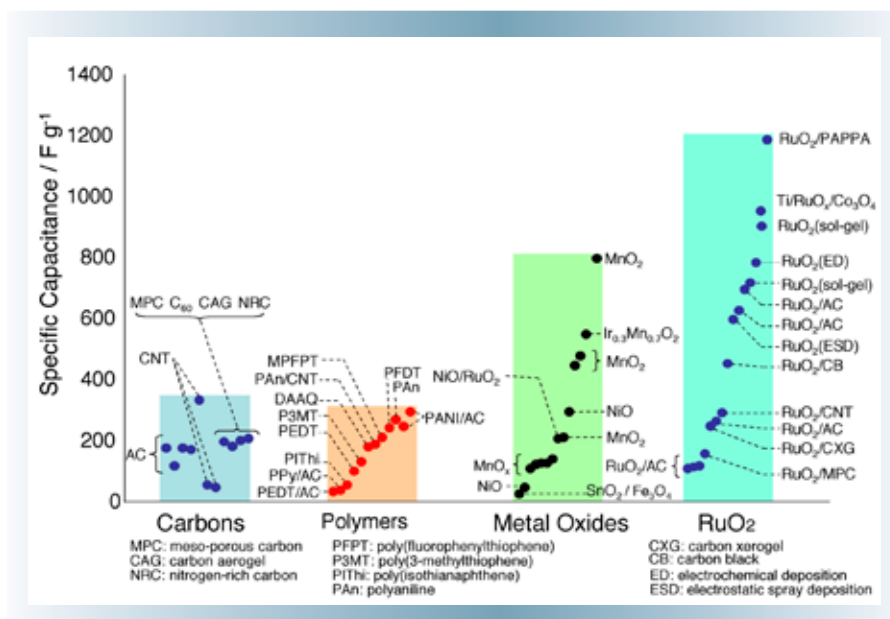 Specific Capacitance / F g⁻¹
1400
1200
1000
800
600
400
200
0
MPC C₆₀ CAG NRC
CNT
AC
Carbons
MPFPT
PAn/CNT
DAAQ
P3MT
PEDT
PIThi
PPy/AC
PEDT/AC
PFDT
PAn
PANI/AC
Polymers
NiO/RuO₂
MnOₓ
NiO
MnO₂
Ir₀.₃Mn₀.₇O₂
MnO₂
NiO
MnO₂
SnO₂ / Fe₃O₄
Metal Oxides
RuO₂/AC
RuO₂/PAPPA
Ti/RuOₓ/Co₃O₄
RuO₂(sol-gel)
RuO₂(ED)
RuO₂(sol-gel)
RuO₂/AC
RuO₂/AC
RuO₂(ESD)
RuO₂/CB
RuO₂/CNT
RuO₂/AC
RuO₂/CXG
RuO₂/MPC
RuO₂
MPC: meso-porous carbon
CAG: carbon aerogel
NRC: nitrogen-rich carbon
PFPT: poly(fluorophenylthiophene)
P3MT: poly(3-methylthiophene)
PIThi: poly(isothianaphthene)
PAn: polyaniline
CXG: carbon xerogel
CB: carbon black
ED: electrochemical deposition
ESD: electrostatic spray deposition